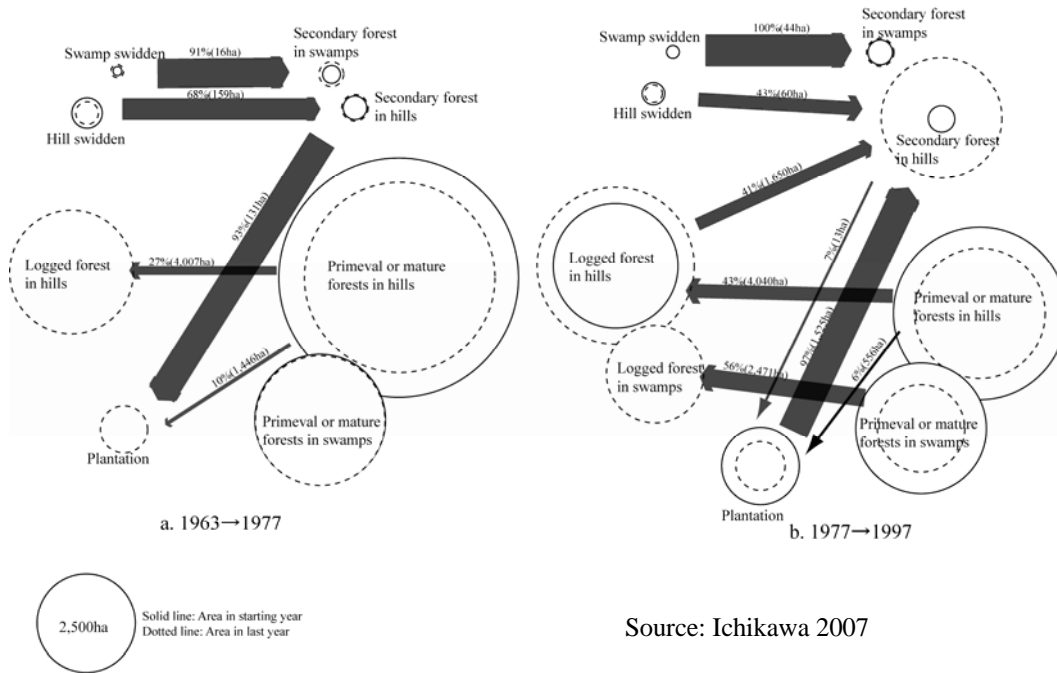 Swamp swidden
91%(16ha)
Secondary forest
in swamps
68%(159ha)
Hill swidden
Secondary forest
in hills
93%(131ha)
Logged forest
in hills
27%(4,007ha)
Primeval or mature
forests in hills
10%(1,446ha)
Plantation
Primeval or mature
forests in swamps
a. 1963→1977
Swamp swidden
100%(44ha)
Secondary forest
in swamps
43%(60ha)
Hill swidden
Secondary forest
in hills
41%(1,650ha)
7%(13ha)
Logged forest
in hills
43%(4,040ha)
97%(1,525ha)
Primeval or mature
forests in hills
6%(556ha)
Logged forest
in swamps
56%(2,471ha)
Primeval or mature
forests in swamps
Plantation
b. 1977→1997
2,500ha
Solid line: Area in starting year
Dotted line: Area in last year
Source: Ichikawa 2007